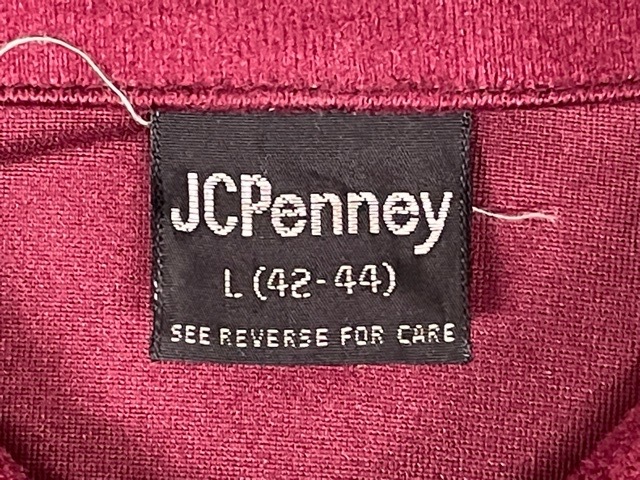 JCPenney
L (42-44)
SEE REVERSE FOR CARE